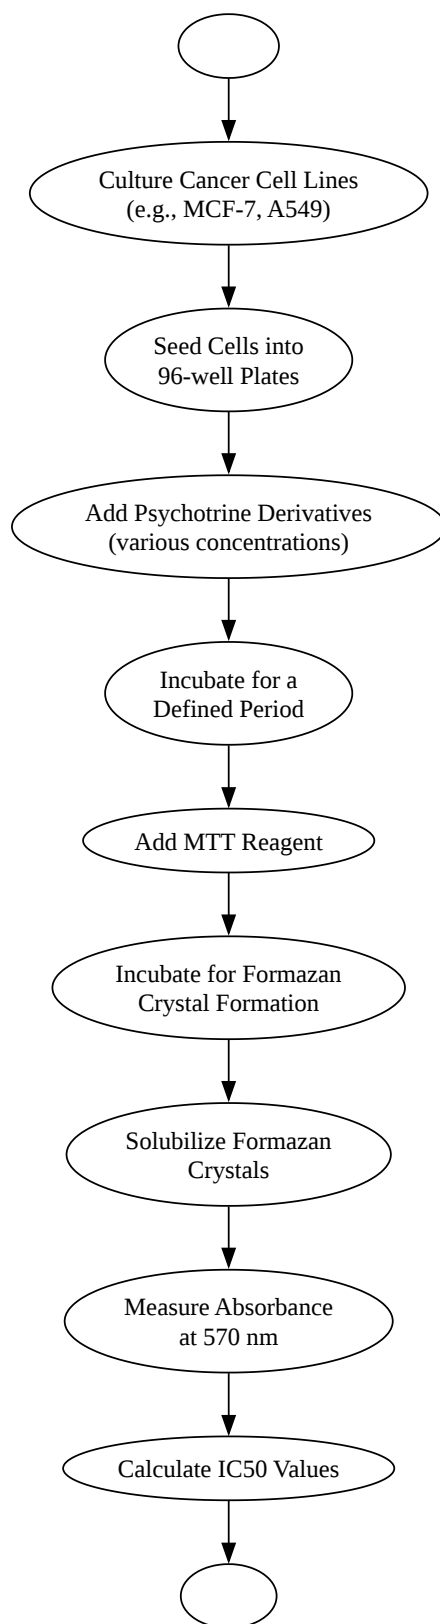 Culture Cancer Cell Lines
(e.g., MCF-7, A549)
Seed Cells into
96-well Plates
Add Psychotrine Derivatives
(various concentrations)
Incubate for a
Defined Period
Add MTT Reagent
Incubate for Formazan
Crystal Formation
Solubilize Formazan
Crystals
Measure Absorbance
at 570 nm
Calculate IC50 Values